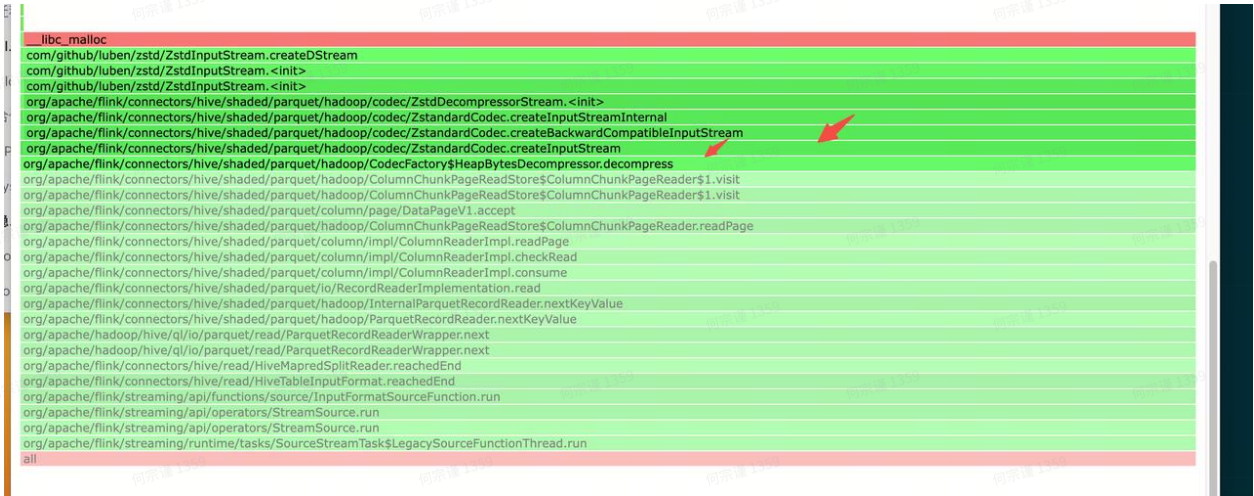 __libc_malloc
com/github/luben/zstd/ZstdInputStream.createDStream
com/github/luben/zstd/ZstdInputStream.<init>
com/github/luben/zstd/ZstdInputStream.<init>
org/apache/flink/connectors/hive/shaded/parquet/hadoop/codec/ZstdDecompressorStream.<init>
org/apache/flink/connectors/hive/shaded/parquet/hadoop/codec/ZstandardCodec.createInputStreamInternal
org/apache/flink/connectors/hive/shaded/parquet/hadoop/codec/ZstandardCodec.createBackwardCompatibleInputStream
org/apache/flink/connectors/hive/shaded/parquet/hadoop/codec/ZstandardCodec.createInputStream
org/apache/flink/connectors/hive/shaded/parquet/hadoop/CodecFactory$HeapBytesDecompressor.decompress
org/apache/flink/connectors/hive/shaded/parquet/hadoop/ColumnChunkPageReadStore$ColumnChunkPageReader$1.visit
org/apache/flink/connectors/hive/shaded/parquet/hadoop/ColumnChunkPageReadStore$ColumnChunkPageReader$1.visit
org/apache/flink/connectors/hive/shaded/parquet/column/page/DataPageV1.accept
org/apache/flink/connectors/hive/shaded/parquet/hadoop/ColumnChunkPageReadStore$ColumnChunkPageReader.readPage
org/apache/flink/connectors/hive/shaded/parquet/column/impl/ColumnReaderImpl.readPage
org/apache/flink/connectors/hive/shaded/parquet/column/impl/ColumnReaderImpl.checkRead
org/apache/flink/connectors/hive/shaded/parquet/column/impl/ColumnReaderImpl.consume
org/apache/flink/connectors/hive/shaded/parquet/io/RecordReaderImplementation.read
org/apache/flink/connectors/hive/shaded/parquet/hadoop/InternalParquetRecordReader.nextKeyValue
org/apache/flink/connectors/hive/shaded/parquet/hadoop/ParquetRecordReader.nextKeyValue
org/apache/hadoop/hive/ql/io/parquet/read/ParquetRecordReaderWrapper.next
org/apache/hadoop/hive/ql/io/parquet/read/ParquetRecordReaderWrapper.next
org/apache/flink/connectors/hive/read/HiveMapredSplitReader.reachedEnd
org/apache/flink/connectors/hive/read/HiveTableInputFormat.reachedEnd
org/apache/flink/streaming/api/functions/source/InputFormatSourceFunction.run
org/apache/flink/streaming/api/operators/StreamSource.run
org/apache/flink/streaming/api/operators/StreamSource.run
org/apache/flink/streaming/runtime/tasks/SourceStreamTask$LegacySourceFunctionThread.run
all